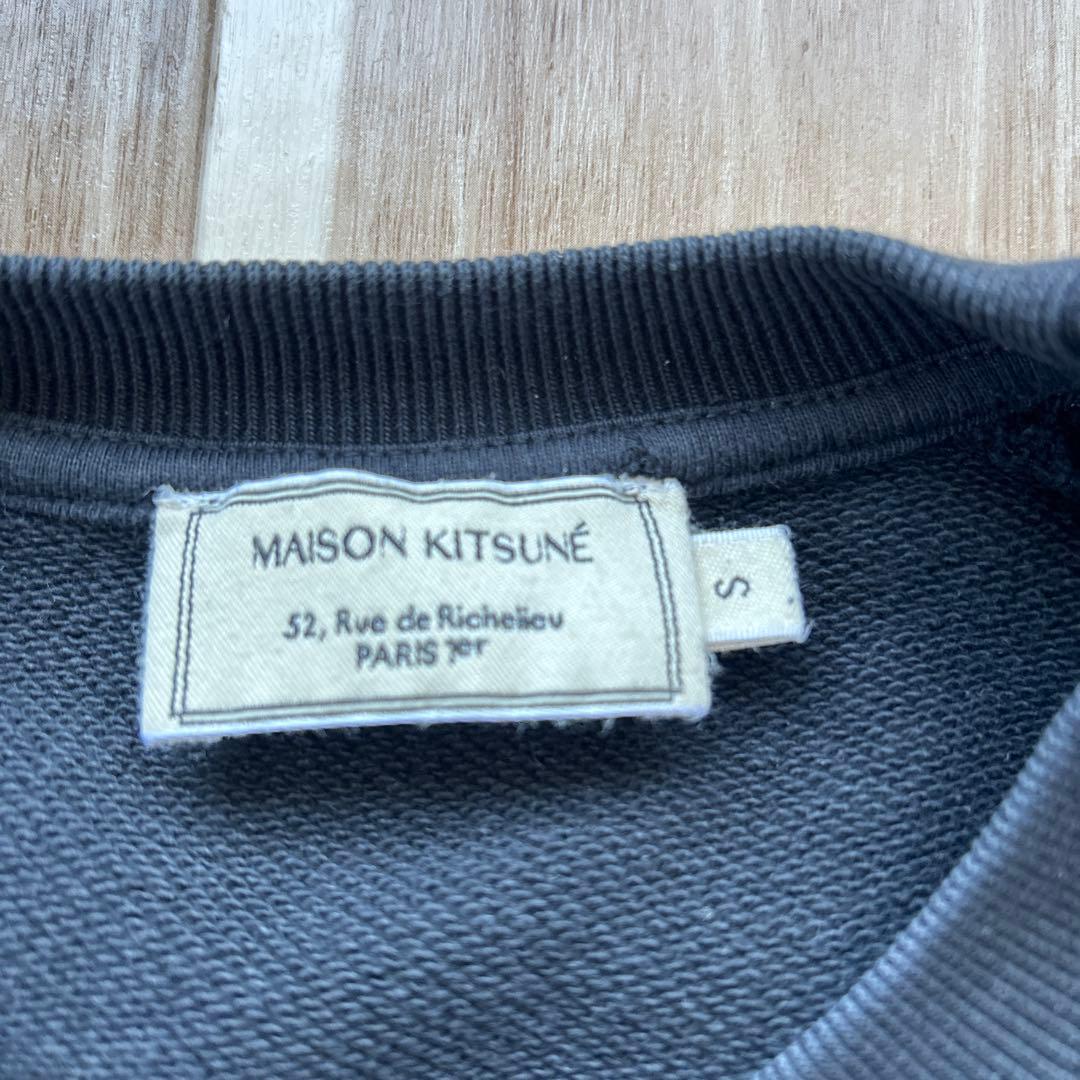 MAISON KITSUNÉ
52, Rue de Richelieu
PARIS 1er
S